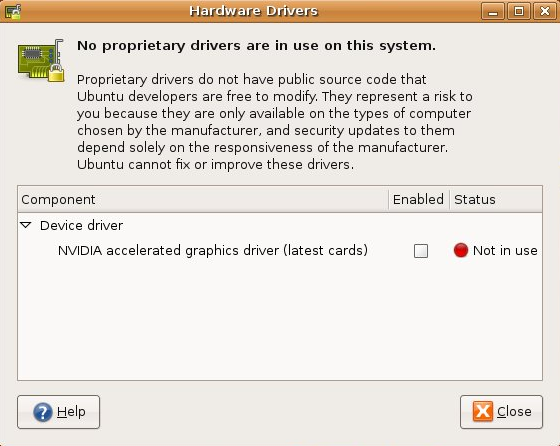 Hardware Drivers
No proprietary drivers are in use on this system.
Proprietary drivers do not have public source code that
Ubuntu developers are free to modify. They represent a risk to
you because they are only available on the types of computer
chosen by the manufacturer, and security updates to them
depend solely on the responsiveness of the manufacturer.
Ubuntu cannot fix or improve these drivers.
Component Enabled Status
Device driver
NVIDIA accelerated graphics driver (latest cards) Not in use
Help Close